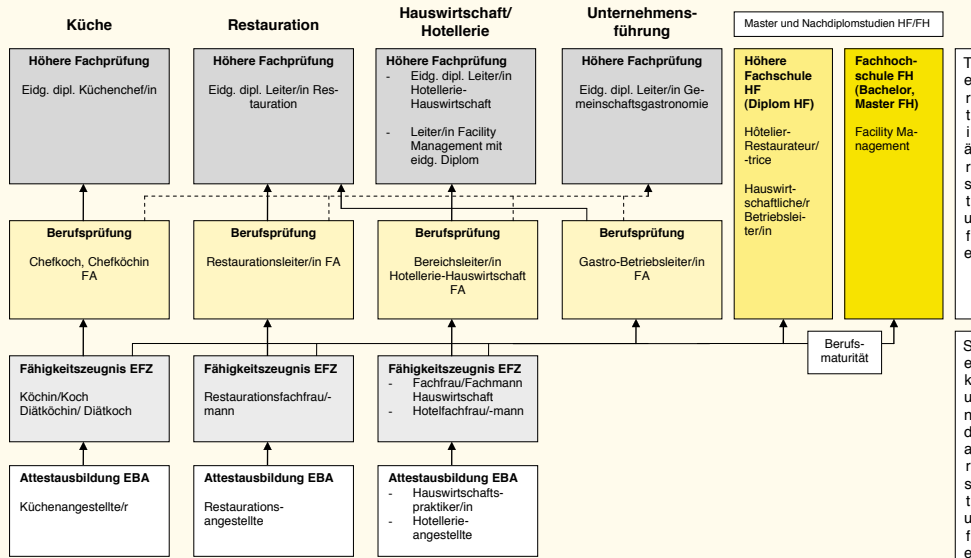 Küche
Restauration
Hauswirtschaft/
Hotellerie
Unternehmens-
führung
Master und Nachdiplomstudien HF/FH
Höhere Fachprüfung
Eidg. dipl. Küchenchef/in
Höhere Fachprüfung
Eidg. dipl. Leiter/in Res-
tauration
Höhere Fachprüfung
- Eidg. dipl. Leiter/in
Hotellerie-
Hauswirtschaft
- Leiter/in Facility
Management mit
eidg. Diplom
Höhere Fachprüfung
Eidg. dipl. Leiter/in Ge-
meinschaftsgastronomie
Höhere
Fachschule
HF
(Diplom HF)
Hôtelier-
Restaurateur/
-trice
Hauswirt-
schaftliche/r
Betriebslei-
ter/in
Fachhoch-
schule FH
(Bachelor,
Master FH)
Facility Ma-
nagement
T
e
r
t
i
ä
r
s
t
u
f
e
Berufsprüfung
Chefkoch, Chefköchin
FA
Berufsprüfung
Restaurationsleiter/in FA
Berufsprüfung
Bereichsleiter/in
Hotellerie-Hauswirtschaft
FA
Berufsprüfung
Gastro-Betriebsleiter/in
FA
Berufs-
maturität
Fähigkeitszeugnis EFZ
Köchin/Koch
Diätköchin/ Diätkoch
Fähigkeitszeugnis EFZ
Restaurationsfachfrau/-
mann
Fähigkeitszeugnis EFZ
- Fachfrau/Fachmann
Hauswirtschaft
- Hotelfachfrau/-mann
S
e
k
u
n
d
a
r
s
t
u
f
e
Attestausbildung EBA
Küchenangestellte/r
Attestausbildung EBA
Restaurations-
angestellte
Attestausbildung EBA
- Hauswirtschafts-
praktiker/in
- Hotellerie-
angestellte